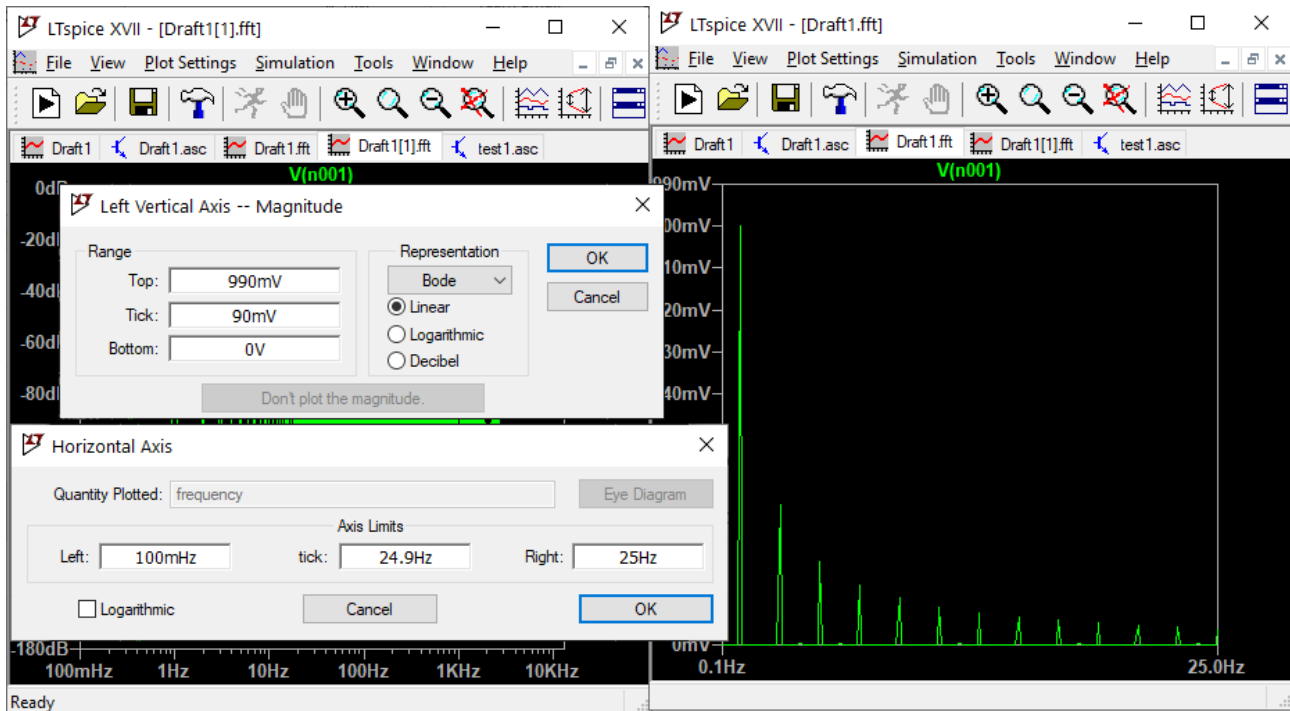 LTspice XVII - [Draft1[1].fft]
File View Plot Settings Simulation Tools Window Help
Draft1 Draft1.asc Draft1.fft Draft1[1].fft test1.asc
V(n001)
0dB
-20dB
-40dB
-60dB
-80dB
Left Vertical Axis -- Magnitude
Range
Top: 990mV
Tick: 90mV
Bottom: 0V
Representation
Bode
Linear
Logarithmic
Decibel
OK
Cancel
Don't plot the magnitude.
Horizontal Axis
Quantity Plotted: frequency
Eye Diagram
Axis Limits
Left: 100mHz tick: 24.9Hz Right: 25Hz
Logarithmic Cancel OK
-180dB
100mHz 1Hz 10Hz 100Hz 1KHz 10KHz
Ready
LTspice XVII - [Draft1.fft]
File View Plot Settings Simulation Tools Window Help
Draft1 Draft1.asc Draft1.fft Draft1[1].fft test1.asc
V(n001)
990mV
00mV
10mV
20mV
30mV
40mV
0mV
0.1Hz 25.0Hz